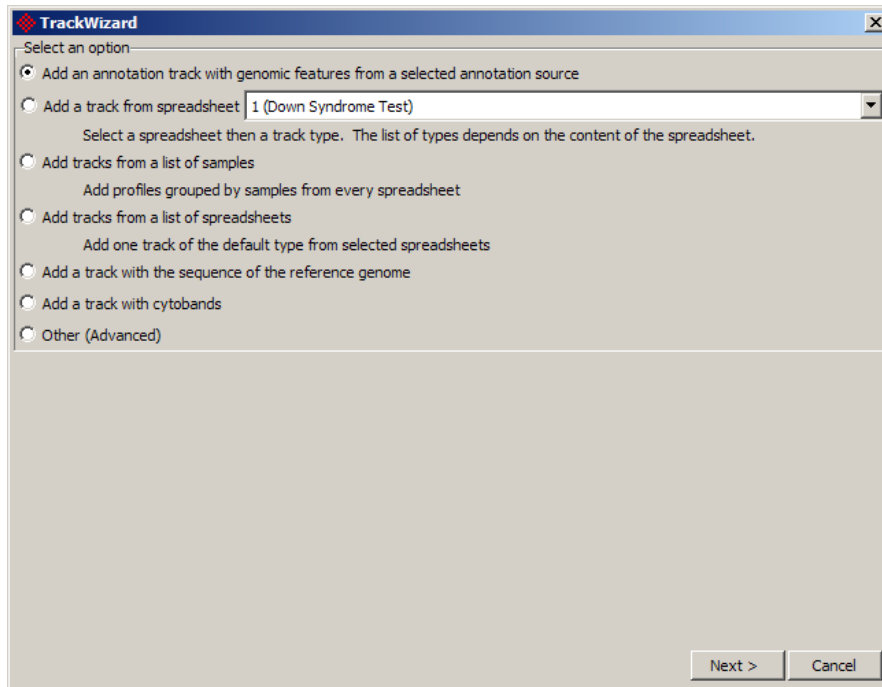 TrackWizard
Select an option
Add an annotation track with genomic features from a selected annotation source
Add a track from spreadsheet 1 (Down Syndrome Test)
Select a spreadsheet then a track type. The list of types depends on the content of the spreadsheet.
Add tracks from a list of samples
Add profiles grouped by samples from every spreadsheet
Add tracks from a list of spreadsheets
Add one track of the default type from selected spreadsheets
Add a track with the sequence of the reference genome
Add a track with cytobands
Other (Advanced)
Next > Cancel